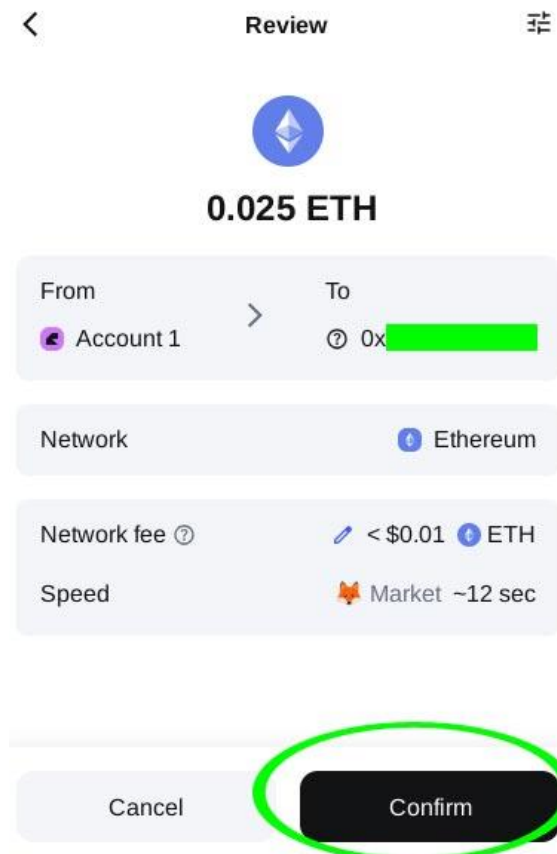 Review
0.025 ETH
From
To
Account 1
0x
Network
Ethereum
Network fee
< $0.01 ETH
Speed
Market ~12 sec
Cancel
Confirm